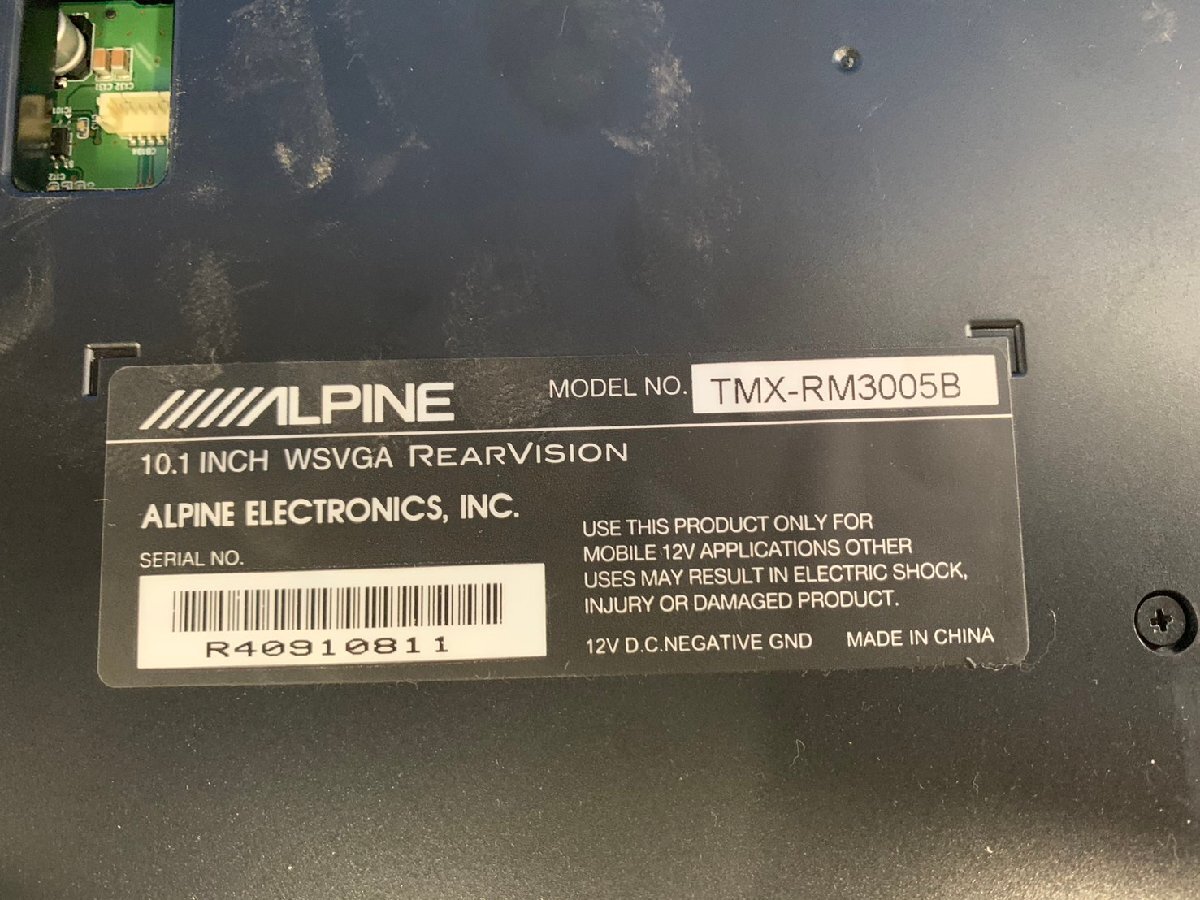 C132 C131
ALPINE
MODEL NO. TMX-RM3005B
10.1 INCH WSVGA REARVISION
ALPINE ELECTRONICS, INC.
SERIAL NO.
R40910811
USE THIS PRODUCT ONLY FOR
MOBILE 12V APPLICATIONS OTHER
USES MAY RESULT IN ELECTRIC SHOCK,
INJURY OR DAMAGED PRODUCT.
12V D.C.NEGATIVE GND MADE IN CHINA